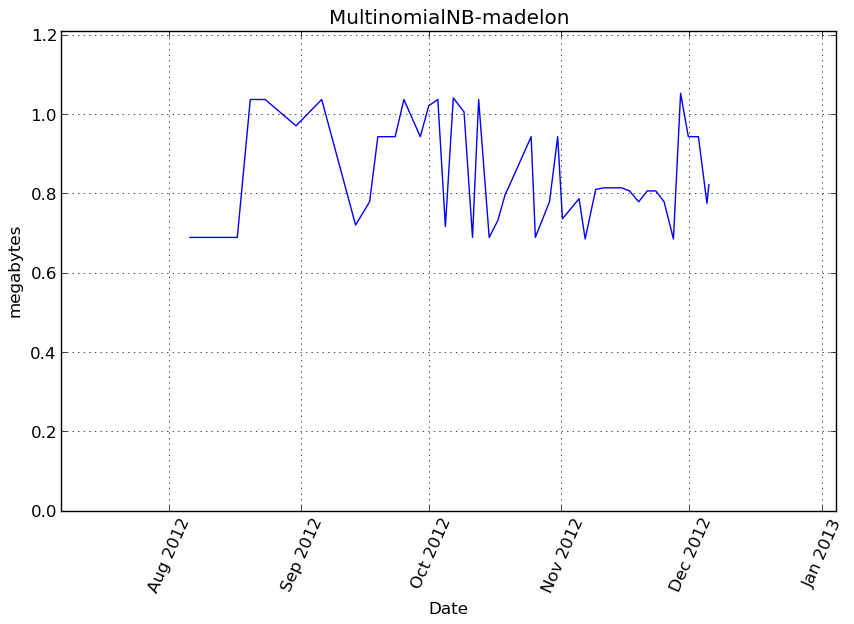 MultinomialNB-madelon
1.2
1.0
0.8
0.6
0.4
0.2
0.0
megabytes
Aug 2012
Sep 2012
Oct 2012
Nov 2012
Dec 2012
Jan 2013
Date